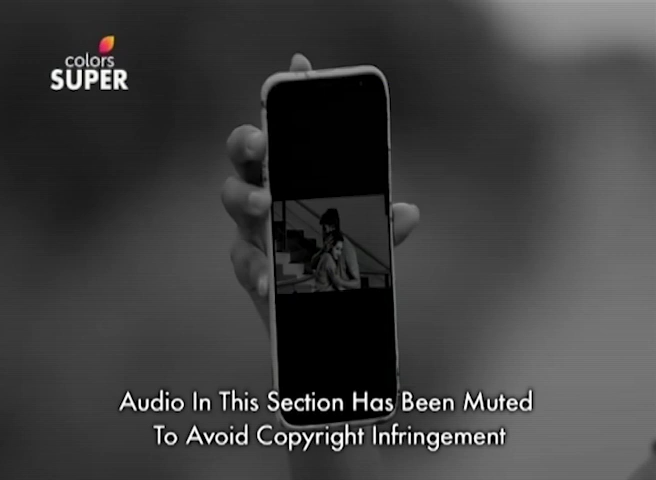 colors
SUPER
Audio In This Section Has Been Muted
To Avoid Copyright Infringement